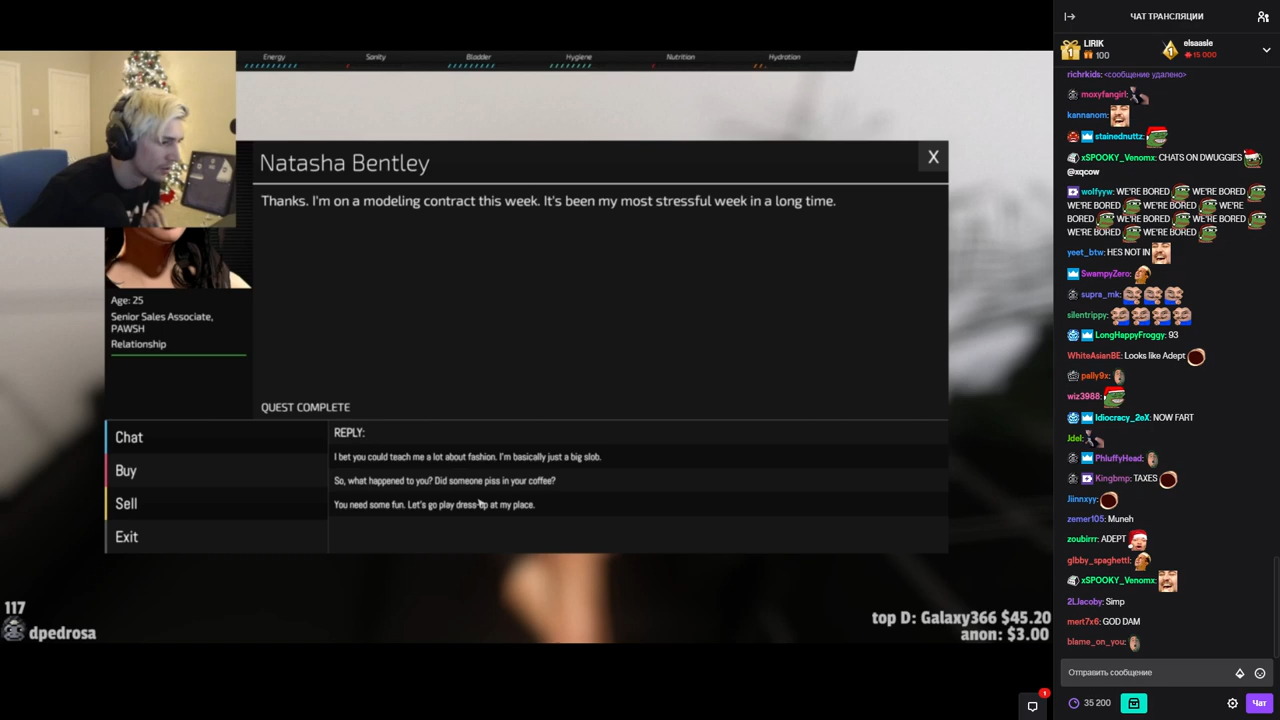 Energy
Sanity
Bladder
Hygiene
Nutrition
Hydration
Natasha Bentley
X
Thanks. I'm on a modeling contract this week. It's been my most stressful week in a long time.
Age: 25
Senior Sales Associate,
PAWSH
Relationship
QUEST COMPLETE
Chat
Buy
Sell
Exit
REPLY:
I bet you could teach me a lot about fashion. I'm basically just a big slob.
So, what happened to you? Did someone piss in your coffee?
You need some fun. Let's go play dress-up at my place.
117
dpedrosa
top D: Galaxy366 $45.20
anon: $3.00
1
ЧАТ ТРАНСЛЯЦИИ
1
LIRIK
100
1
elsaasle
15 000
richrkids: <сообщение удалено>
moxyfangirl:
kannanom:
stainednuttz:
xSPOOKY_Venomx: CHATS ON DWUGGIES
@xqcow
wolfyyw: WE'RE BORED WE'RE BORED
WE'RE BORED WE'RE BORED WE'RE
BORED WE'RE BORED WE'RE BORED
WE'RE BORED WE'RE BORED
yeet_btw: HES NOT IN
SwampyZero:
supra_mk:
silentrippy:
LongHappyFroggy: 93
WhiteAsianBE: Looks like Adept
pally9x:
wiz3988:
Idiocracy_2eX: NOW FART
Jdel:
PhluffyHead:
Kingbmp: TAXES
Jiinnxyy:
zemer105: Muneh
zoubirrr: ADEPT
glbby_spaghettl:
xSPOOKY_Venomx:
2LJacoby: Simp
mert7x6: GOD DAM
blame_on_you:
Отправить сообщение
35 200
Чат